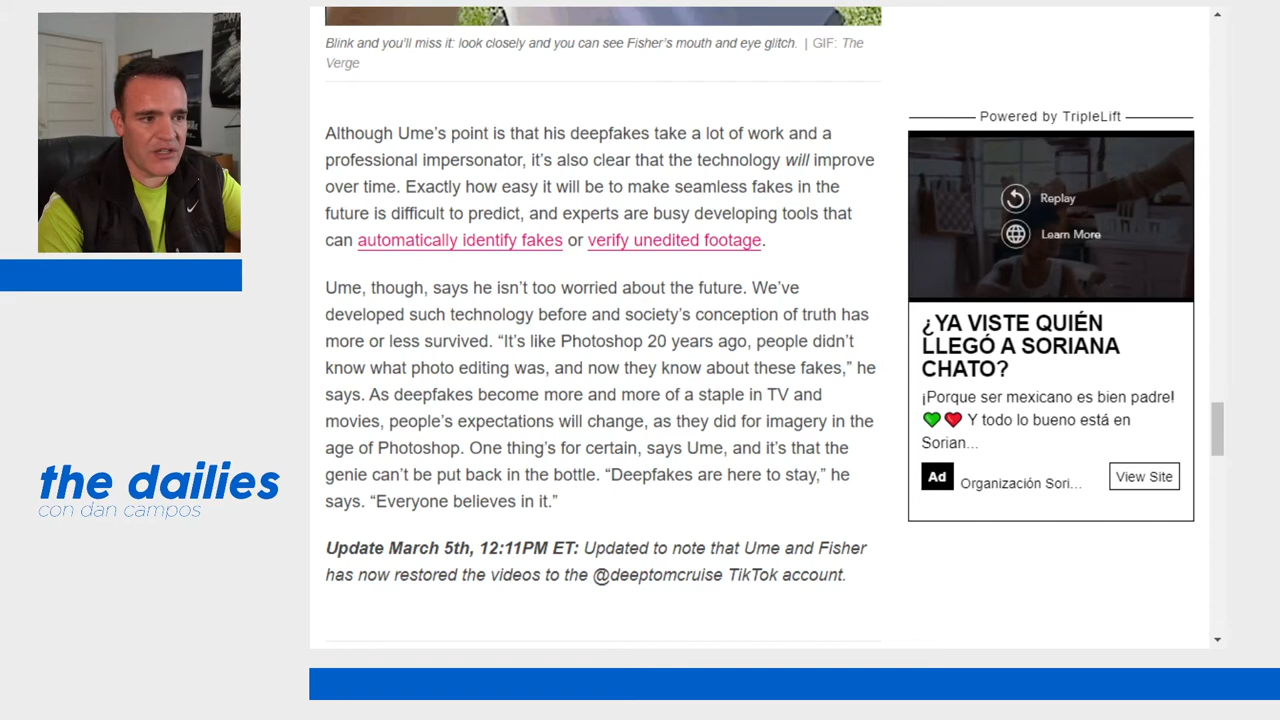 Blink and you'll miss it: look closely and you can see Fisher's mouth and eye glitch. | GIF: The
Verge
Although Ume's point is that his deepfakes take a lot of work and a
professional impersonator, it's also clear that the technology will improve
over time. Exactly how easy it will be to make seamless fakes in the
future is difficult to predict, and experts are busy developing tools that
can automatically identify fakes or verify unedited footage.
Ume, though, says he isn't too worried about the future. We've
developed such technology before and society's conception of truth has
more or less survived. “It's like Photoshop 20 years ago, people didn't
know what photo editing was, and now they know about these fakes,” he
says. As deepfakes become more and more of a staple in TV and
movies, people's expectations will change, as they did for imagery in the
age of Photoshop. One thing's for certain, says Ume, and it's that the
genie can't be put back in the bottle. “Deepfakes are here to stay,” he
says. “Everyone believes in it.”
Update March 5th, 12:11PM ET: Updated to note that Ume and Fisher
has now restored the videos to the @deeptomcruise TikTok account.
Powered by TripleLift
Replay
Learn More
¿YA VISTE QUIÉN
LLEGÓ A SORIANA
CHATO?
¡Porque ser mexicano es bien padre!
💚❤️ Y todo lo bueno está en
Sorian...
Ad
Organización Sori...
View Site
the dailies
con dan campos